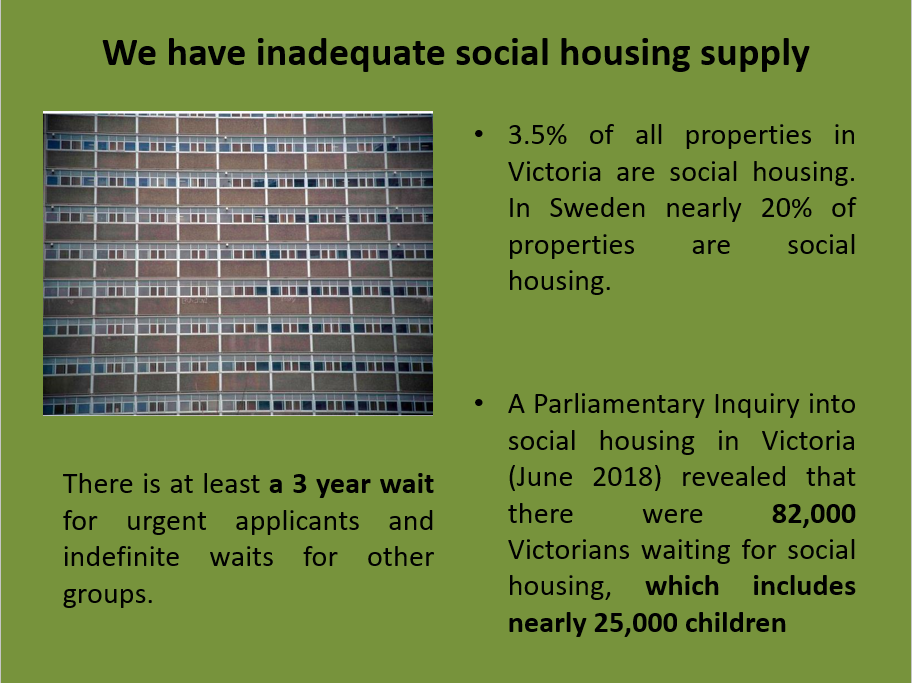 We have inadequate social housing supply
There is at least a 3 year wait
for urgent applicants and
indefinite waits for other
groups.
• 3.5% of all properties in
Victoria are social housing.
In Sweden nearly 20% of
properties are social
housing.
• A Parliamentary Inquiry into
social housing in Victoria
(June 2018) revealed that
there were 82,000
Victorians waiting for social
housing, which includes
nearly 25,000 children